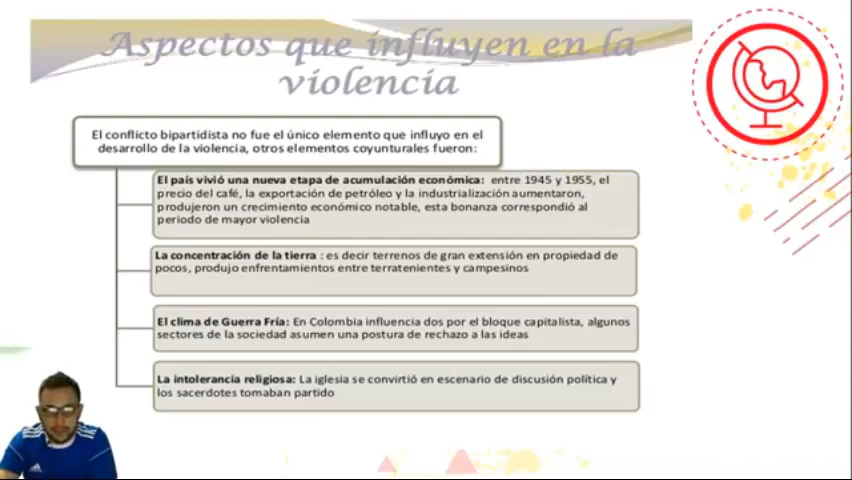 Aspectos que influyen en la
violencia
El conflicto bipartidista no fue el único elemento que influyo en el
desarrollo de la violencia, otros elementos coyunturales fueron:
El país vivió una nueva etapa de acumulación económica: entre 1945 y 1955, el
precio del café, la exportación de petróleo y la industrialización aumentaron,
produjeron un crecimiento económico notable, esta bonanza correspondió al
periodo de mayor violencia
La concentración de la tierra : es decir terrenos de gran extensión en propiedad de
pocos, produjo enfrentamientos entre terratenientes y campesinos
El clima de Guerra Fría: En Colombia influencia dos por el bloque capitalista, algunos
sectores de la sociedad asumen una postura de rechazo a las ideas
La intolerancia religiosa: La iglesia se convirtió en escenario de discusión política y
los sacerdotes tomaban partido